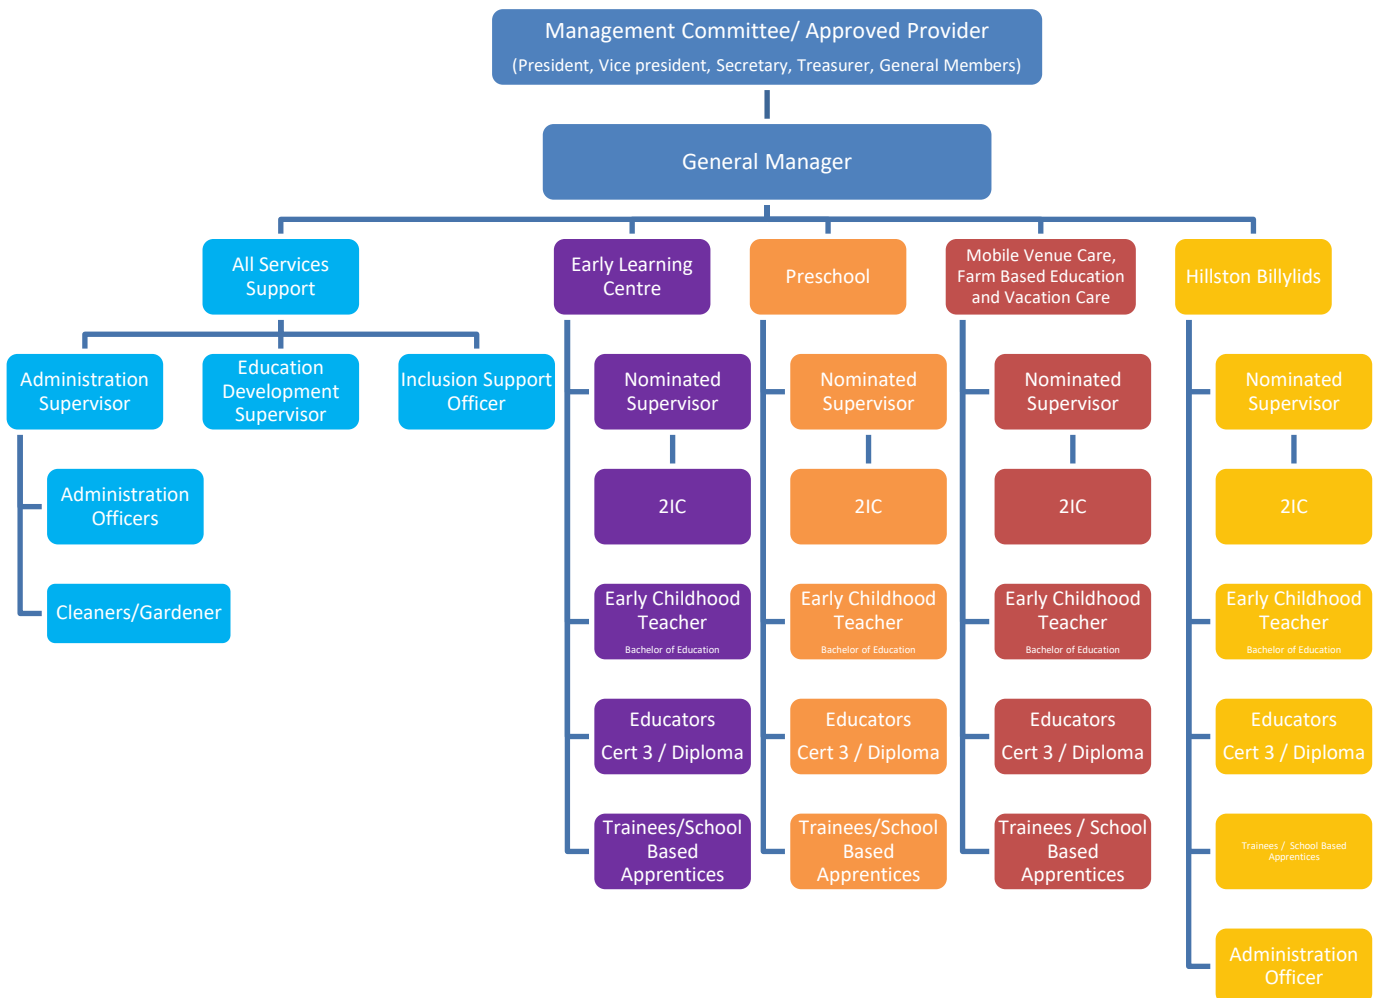 Management Committee/ Approved Provider
(President, Vice president, Secretary, Treasurer, General Members)
General Manager
All Services
Support
Early Learning
Centre
Preschool
Mobile Venue Care,
Farm Based Education
and Vacation Care
Hillston Billylids
Administration
Supervisor
Education
Development
Supervisor
Inclusion Support
Officer
Administration
Officers
Cleaners/Gardener
Nominated
Supervisor
2IC
Early Childhood
Teacher
Bachelor of Education
Educators
Cert 3 / Diploma
Trainees/School
Based
Apprentices
Nominated
Supervisor
2IC
Early Childhood
Teacher
Bachelor of Education
Educators
Cert 3 / Diploma
Trainees/School
Based
Apprentices
Nominated
Supervisor
2IC
Early Childhood
Teacher
Bachelor of Education
Educators
Cert 3 / Diploma
Trainees / School
Based
Apprentices
Nominated
Supervisor
2IC
Early Childhood
Teacher
Bachelor of Education
Educators
Cert 3 / Diploma
Trainees / School Based
Apprentices
Administration
Officer